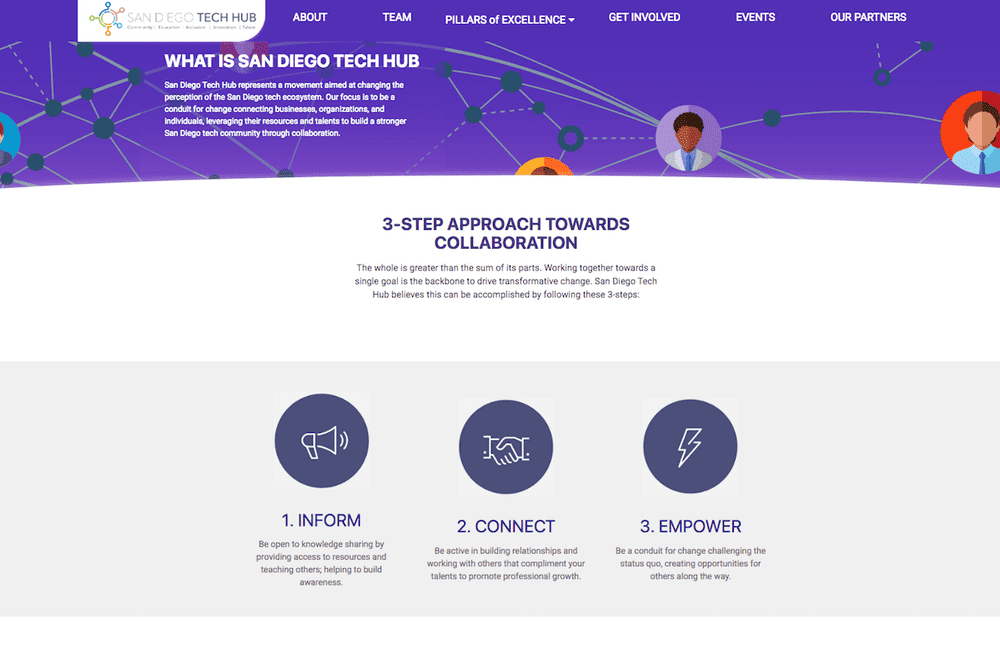 SAN DIEGO TECH HUB
Community | Education | Inclusion | Innovation | Talent
ABOUT
TEAM
PILLARS of EXCELLENCE
GET INVOLVED
EVENTS
OUR PARTNERS
WHAT IS SAN DIEGO TECH HUB
San Diego Tech Hub represents a movement aimed at changing the
perception of the San Diego tech ecosystem. Our focus is to be a
conduit for change connecting businesses, organizations, and
individuals, leveraging their resources and talents to build a stronger
San Diego tech community through collaboration.
3-STEP APPROACH TOWARDS
COLLABORATION
The whole is greater than the sum of its parts. Working together towards a
single goal is the backbone to drive transformative change. San Diego Tech
Hub believes this can be accomplished by following these 3-steps:
1. INFORM
Be open to knowledge sharing by
providing access to resources and
teaching others; helping to build
awareness.
2. CONNECT
Be active in building relationships and
working with others that compliment your
talents to promote professional growth.
3. EMPOWER
Be a conduit for change challenging the
status quo, creating opportunities for
others along the way.